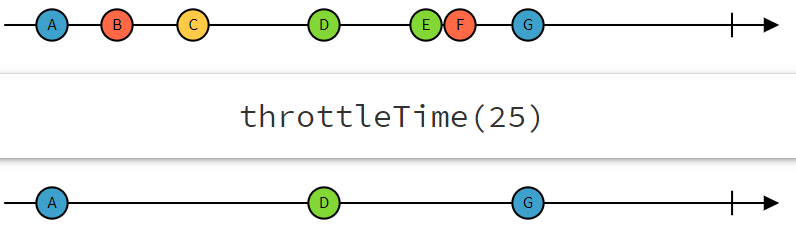 A B C D E F G
throttleTime(25)
A D G